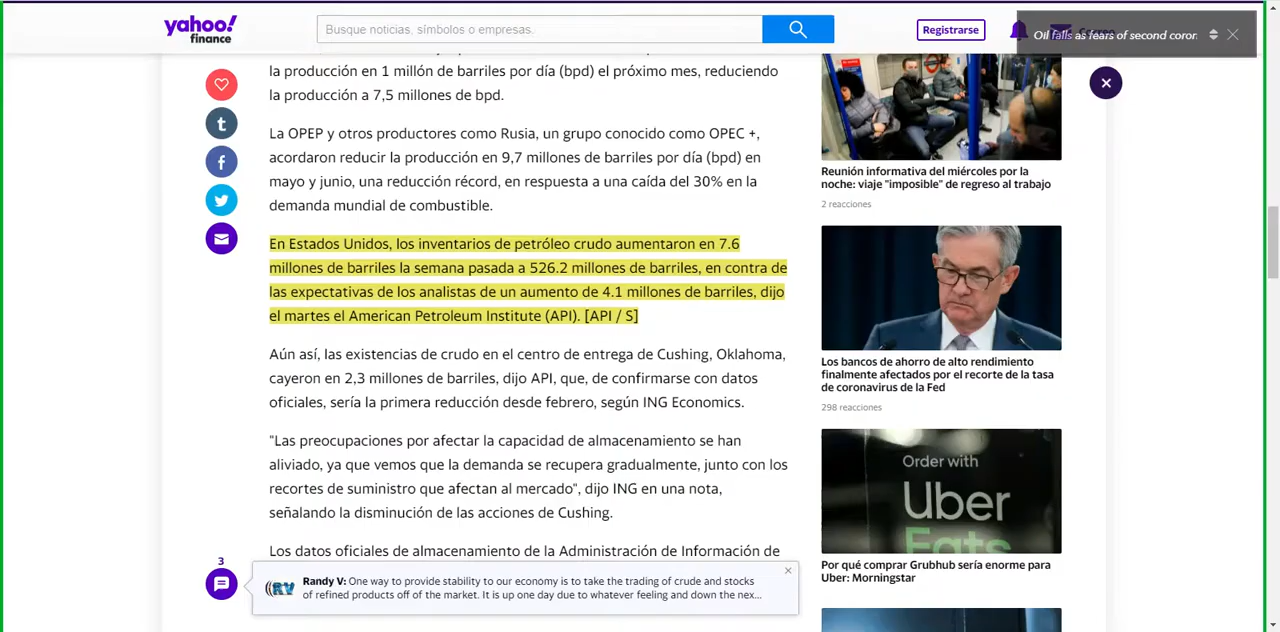 yahoo!
finance
Busque noticias, símbolos o empresas.
Registrarse
Oil falls as fears of second coron
la producción en 1 millón de barriles por día (bpd) el próximo mes, reduciendo
la producción a 7,5 millones de bpd.
La OPEP y otros productores como Rusia, un grupo conocido como OPEC +,
acordaron reducir la producción en 9,7 millones de barriles por día (bpd) en
mayo y junio, una reducción récord, en respuesta a una caída del 30% en la
demanda mundial de combustible.
En Estados Unidos, los inventarios de petróleo crudo aumentaron en 7.6
millones de barriles la semana pasada a 526.2 millones de barriles, en contra de
las expectativas de los analistas de un aumento de 4.1 millones de barriles, dijo
el martes el American Petroleum Institute (API). [API / S]
Aún así, las existencias de crudo en el centro de entrega de Cushing, Oklahoma,
cayeron en 2,3 millones de barriles, dijo API, que, de confirmarse con datos
oficiales, sería la primera reducción desde febrero, según ING Economics.
"Las preocupaciones por afectar la capacidad de almacenamiento se han
aliviado, ya que vemos que la demanda se recupera gradualmente, junto con los
recortes de suministro que afectan al mercado", dijo ING en una nota,
señalando la disminución de las acciones de Cushing.
Los datos oficiales de almacenamiento de la Administración de Información de
3
RV
Randy V: One way to provide stability to our economy is to take the trading of crude and stocks
of refined products off of the market. It is up one day due to whatever feeling and down the nex...
Reunión informativa del miércoles por la
noche: viaje "imposible" de regreso al trabajo
2 reacciones
Los bancos de ahorro de alto rendimiento
finalmente afectados por el recorte de la tasa
de coronavirus de la Fed
298 reacciones
Order with
Uber
Eats
Por qué comprar Grubhub sería enorme para
Uber: Morningstar